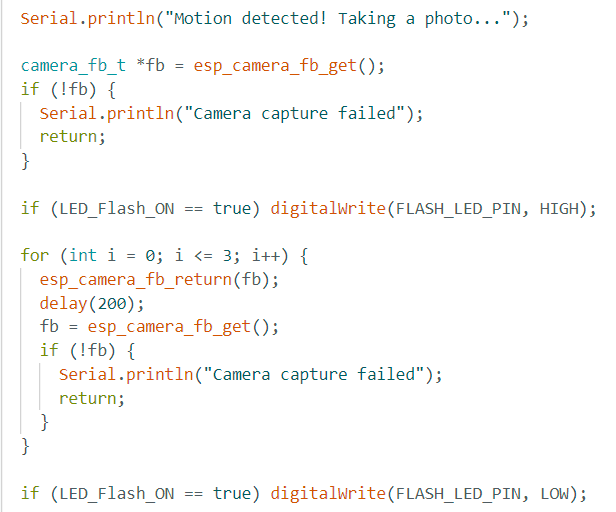 Serial.println("Motion detected! Taking a photo...");
camera_fb_t *fb = esp_camera_fb_get();
if (!fb) {
Serial.println("Camera capture failed");
return;
}
if (LED_Flash_ON == true) digitalWrite(FLASH_LED_PIN, HIGH);
for (int i = 0; i <= 3; i++) {
esp_camera_fb_return(fb);
delay(200);
fb = esp_camera_fb_get();
if (!fb) {
Serial.println("Camera capture failed");
return;
}
}
if (LED_Flash_ON == true) digitalWrite(FLASH_LED_PIN, LOW);